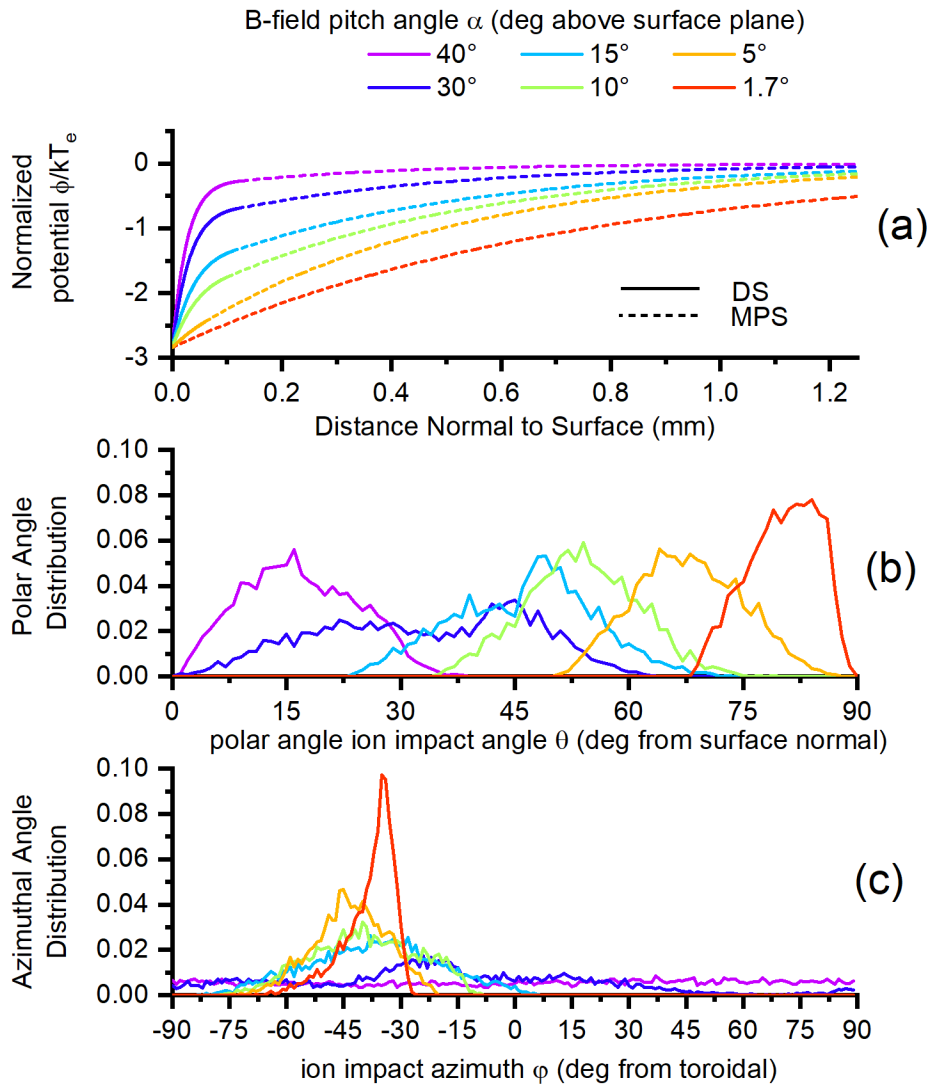 B-field pitch angle α (deg above surface plane)
40° 15° 5°
30° 10° 1.7°
Normalized
potential ϕ/kTe
0
-1
-2
-3
(a)
DS
MPS
0.0 0.2 0.4 0.6 0.8 1.0 1.2
Distance Normal to Surface (mm)
Polar Angle
Distribution
0.10
0.08
0.06
0.04
0.02
0.00
(b)
0 15 30 45 60 75 90
polar angle ion impact angle θ (deg from surface normal)
Azimuthal Angle
Distribution
0.10
0.08
0.06
0.04
0.02
0.00
(c)
-90 -75 -60 -45 -30 -15 0 15 30 45 60 75 90
ion impact azimuth φ (deg from toroidal)